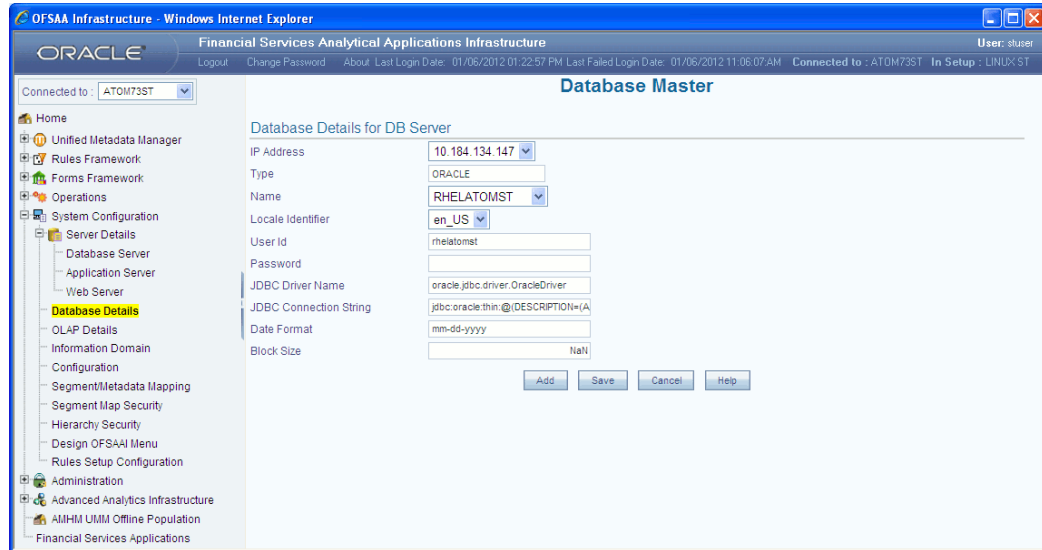 OFSAA Infrastructure - Windows Internet Explorer
ORACLE
Financial Services Analytical Applications Infrastructure
User: stuser
Logout Change Password About Last Login Date: 01/06/2012 01:22:57 PM Last Failed Login Date: 01/06/2012 11:06:07 AM Connected to : ATOM73ST In Setup : LINUX ST
Connected to : ATOM73ST
Home
Unified Metadata Manager
Rules Framework
Forms Framework
Operations
System Configuration
Server Details
Database Server
Application Server
Web Server
Database Details
OLAP Details
Information Domain
Configuration
Segment/Metadata Mapping
Segment Map Security
Hierarchy Security
Design OFSAAI Menu
Rules Setup Configuration
Administration
Advanced Analytics Infrastructure
AMHM UMM Offline Population
Financial Services Applications
Database Master
Database Details for DB Server
IP Address 10.184.134.147
Type ORACLE
Name RHELATOMST
Locale Identifier en_US
User Id rhelatomst
Password
JDBC Driver Name oracle.jdbc.driver.OracleDriver
JDBC Connection String jdbc:oracle:thin:@(DESCRIPTION=(A
Date Format mm-dd-yyyy
Block Size NaN
Add Save Cancel Help